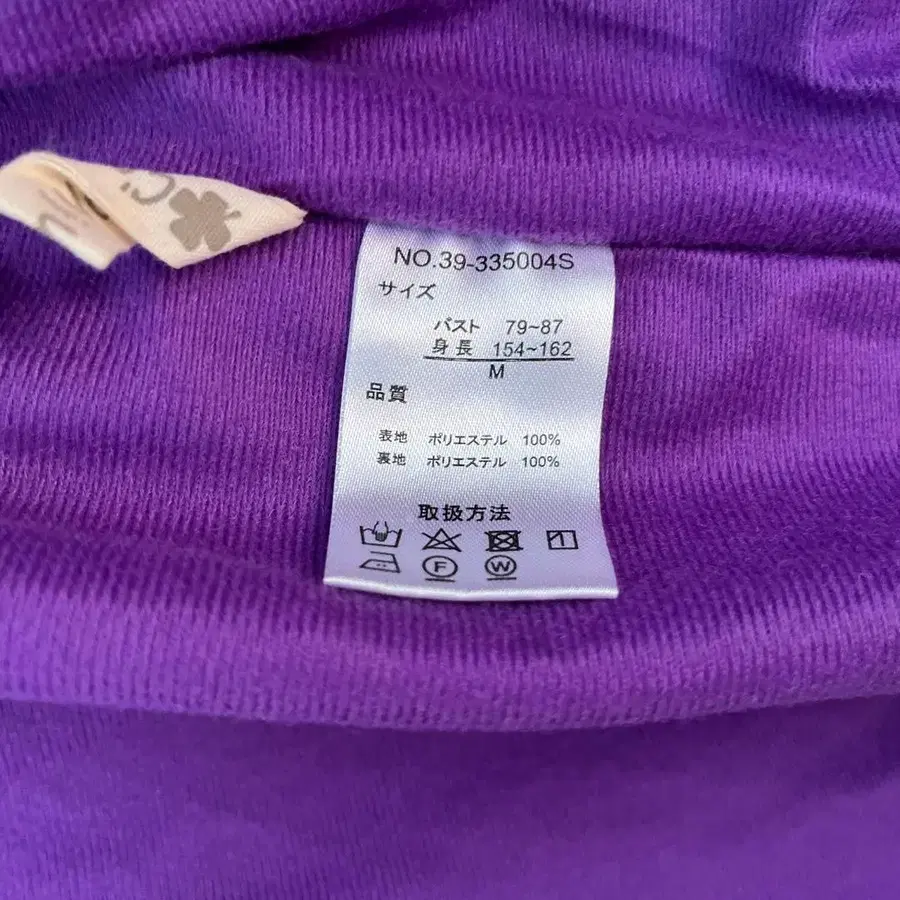 NO.39-335004S
サイズ
バスト 79~87
身長 154~162
M
品質
表地 ポリエステル 100%
裏地 ポリエステル 100%
取扱方法
1
F W